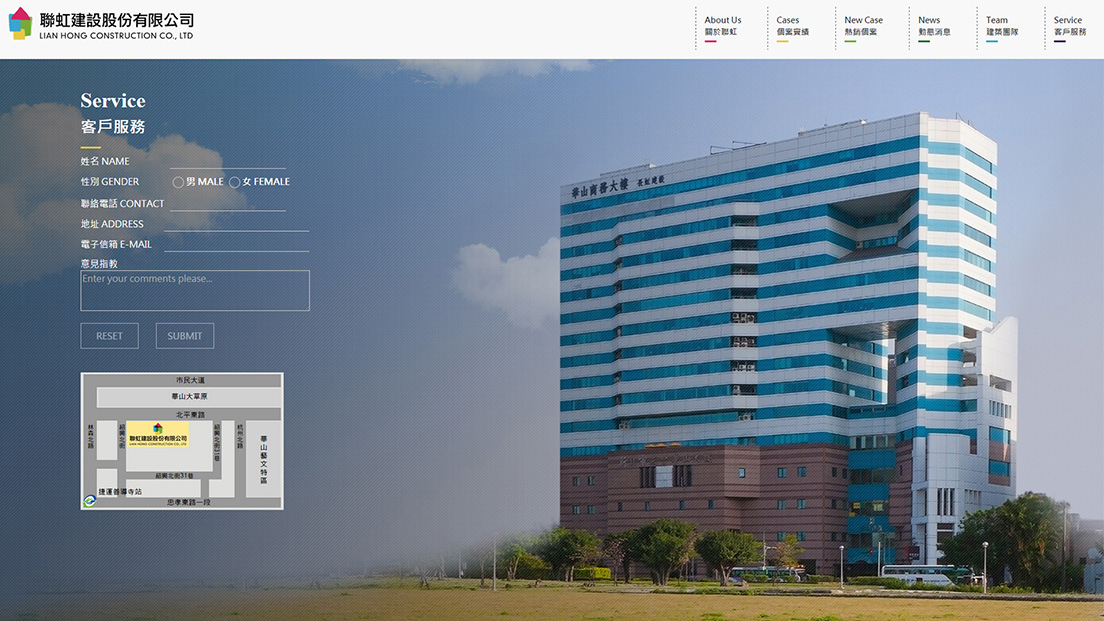 聯虹建設股份有限公司
LIAN HONG CONSTRUCTION CO., LTD
About Us
關於聯虹
Cases
個案實績
New Case
熱銷個案
News
動態消息
Team
建築團隊
Service
客戶服務
Service
客戶服務
姓名 NAME
性別 GENDER 男 MALE 女 FEMALE
聯絡電話 CONTACT
地址 ADDRESS
電子信箱 E-MAIL
意見指教
Enter your comments please...
RESET SUBMIT
市民大道
華山大草原
北平東路
林森北路
紹興北街
聯虹建設股份有限公司
LIAN HONG CONSTRUCTION CO., LTD
紹興北街31巷
杭州北路
華山藝文特區
紹興北街31巷
捷運善導寺站
忠孝東路一段
華山商務大樓 長虹建設